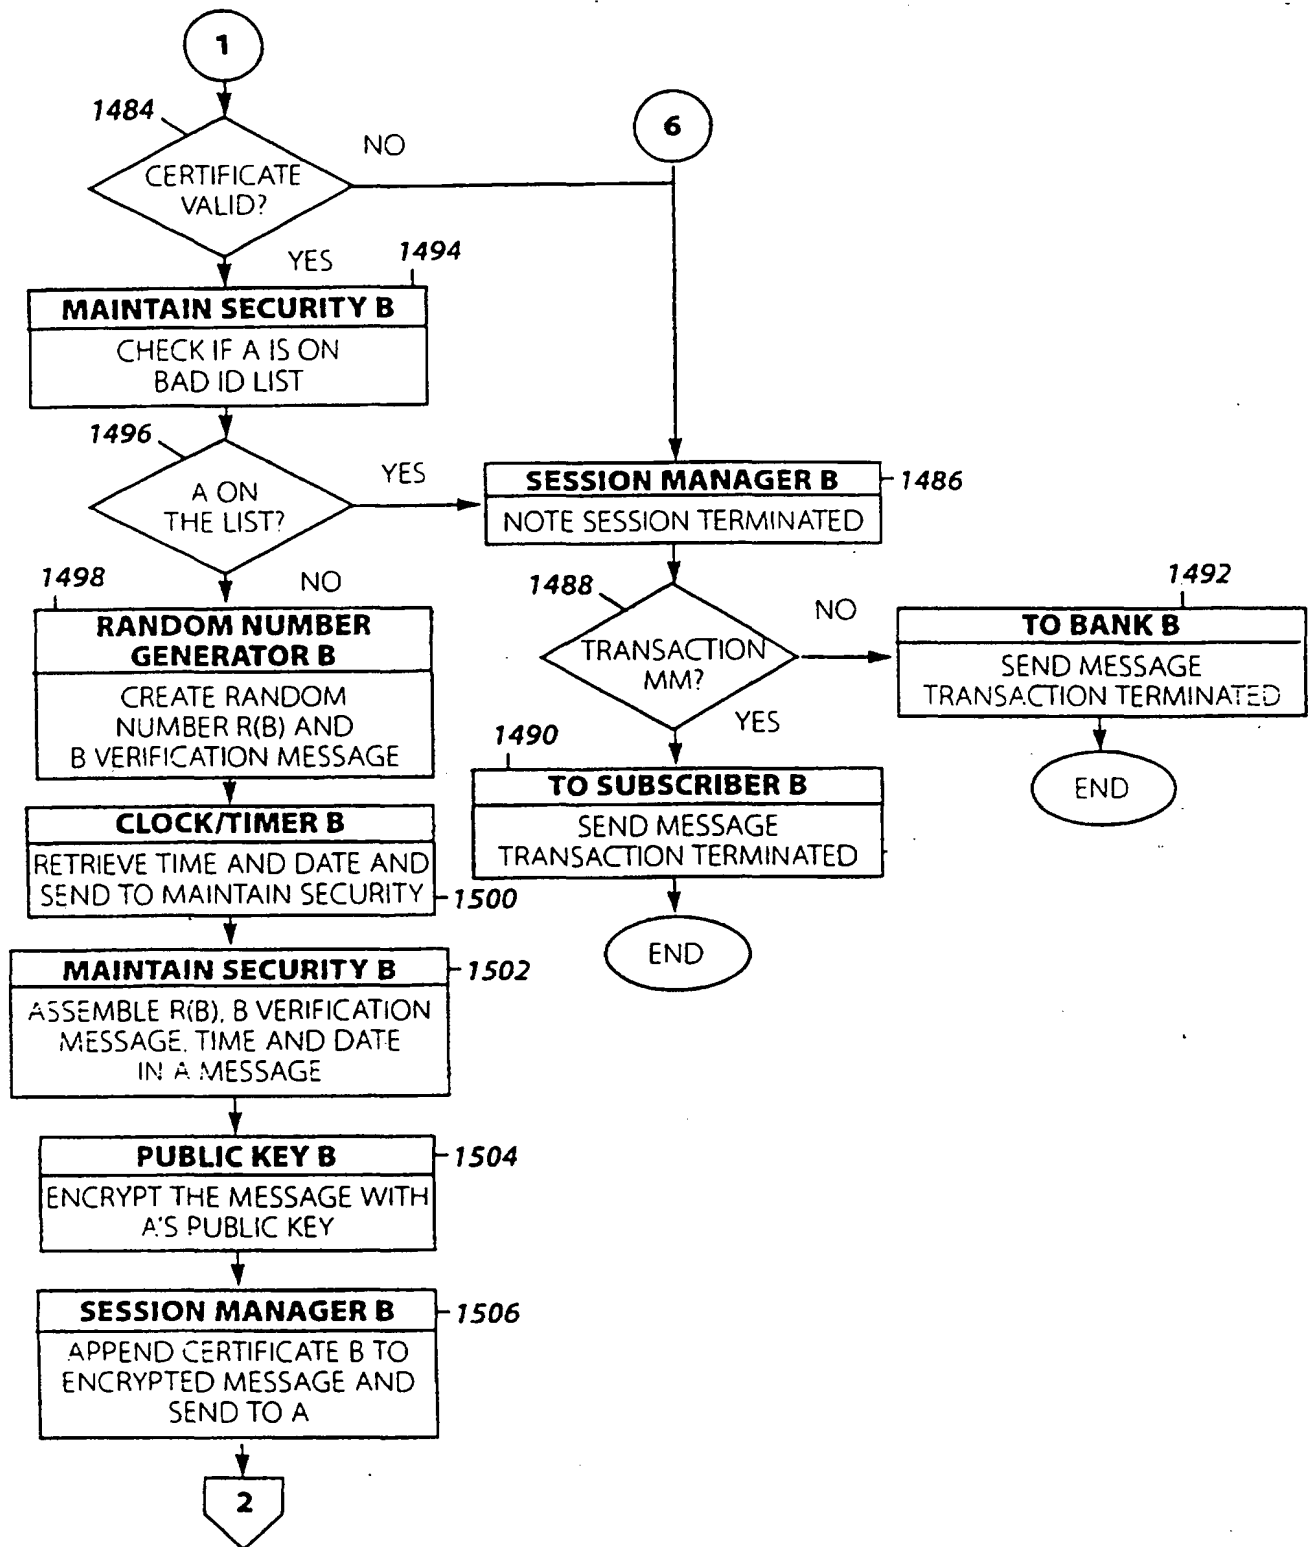 1
1484
CERTIFICATE
VALID?
NO
6
YES
1494
MAINTAIN SECURITY B
CHECK IF A IS ON
BAD ID LIST
1496
A ON
THE LIST?
YES
SESSION MANAGER B
1486
NOTE SESSION TERMINATED
1498
NO
RANDOM NUMBER
GENERATOR B
CREATE RANDOM
NUMBER R(B) AND
B VERIFICATION MESSAGE
1488
TRANSACTION
MM?
NO
1492
TO BANK B
SEND MESSAGE
TRANSACTION TERMINATED
END
YES
1490
TO SUBSCRIBER B
SEND MESSAGE
TRANSACTION TERMINATED
END
CLOCK/TIMER B
RETRIEVE TIME AND DATE AND
SEND TO MAINTAIN SECURITY
1500
MAINTAIN SECURITY B
1502
ASSEMBLE R(B), B VERIFICATION
MESSAGE, TIME AND DATE
IN A MESSAGE
PUBLIC KEY B
1504
ENCRYPT THE MESSAGE WITH
A'S PUBLIC KEY
SESSION MANAGER B
1506
APPEND CERTIFICATE B TO
ENCRYPTED MESSAGE AND
SEND TO A
2